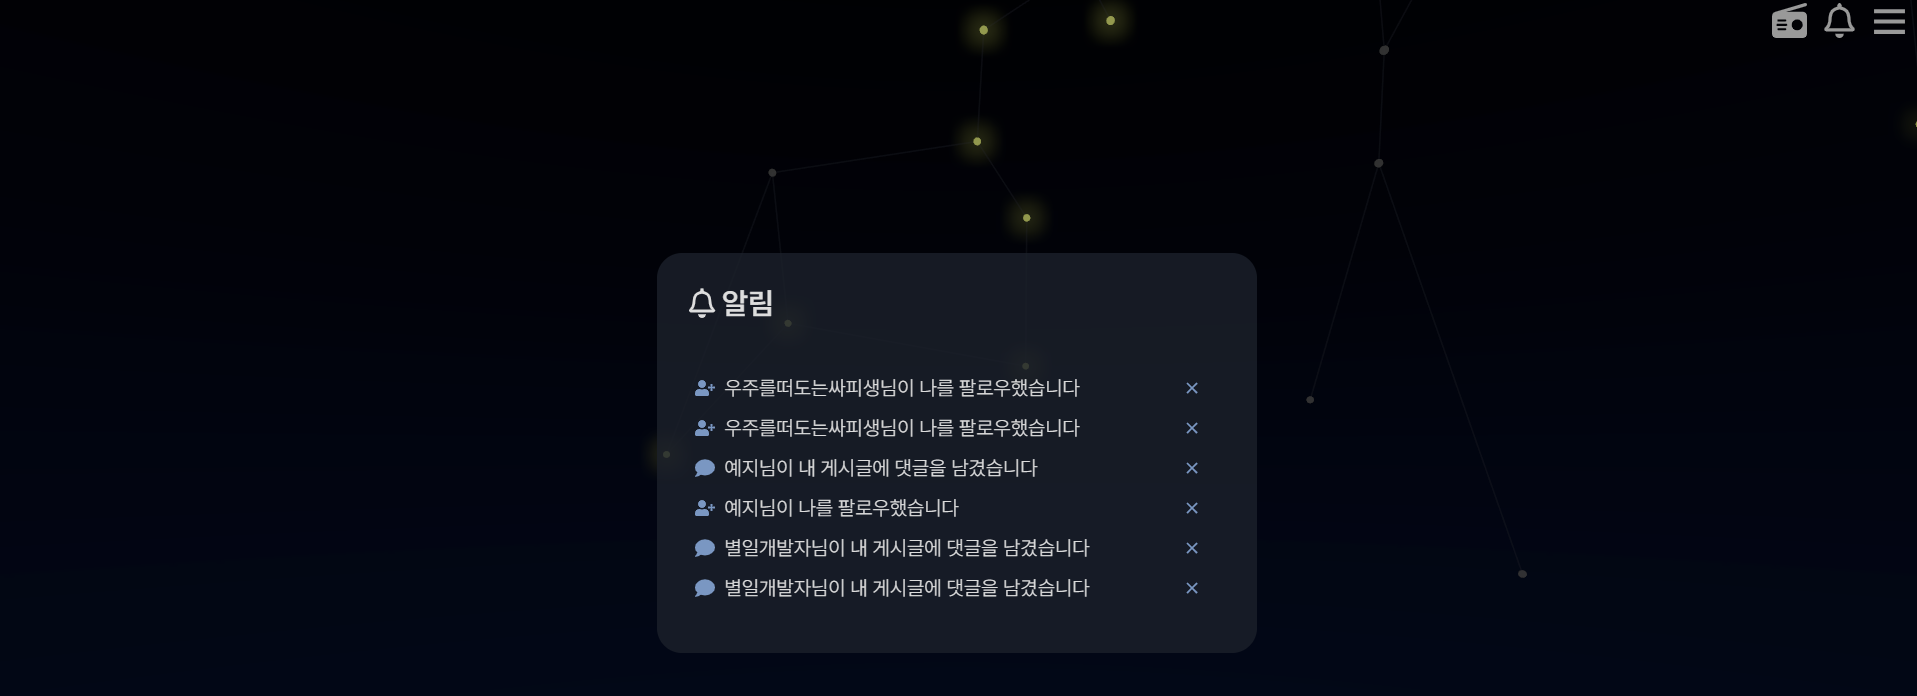 알림
우주를떠도는싸피생님이 나를 팔로우했습니다
우주를떠도는싸피생님이 나를 팔로우했습니다
예지님이 내 게시글에 댓글을 남겼습니다
예지님이 나를 팔로우했습니다
별일개발자님이 내 게시글에 댓글을 남겼습니다
별일개발자님이 내 게시글에 댓글을 남겼습니다